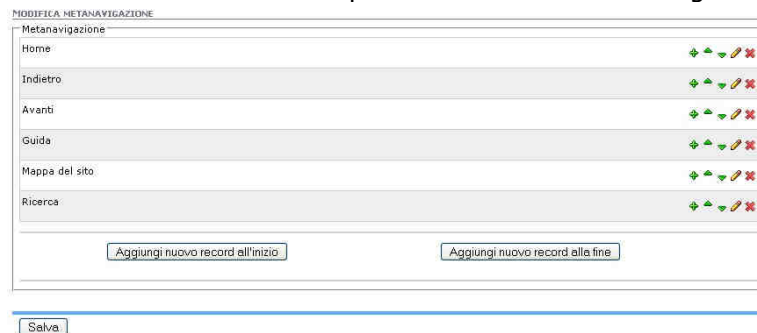 MODIFICA METANAVIGAZIONE
Metanavigazione
Home
Indietro
Avanti
Guida
Mappa del sito
Ricerca
Aggiungi nuovo record all'inizio Aggiungi nuovo record alla fine
Salva